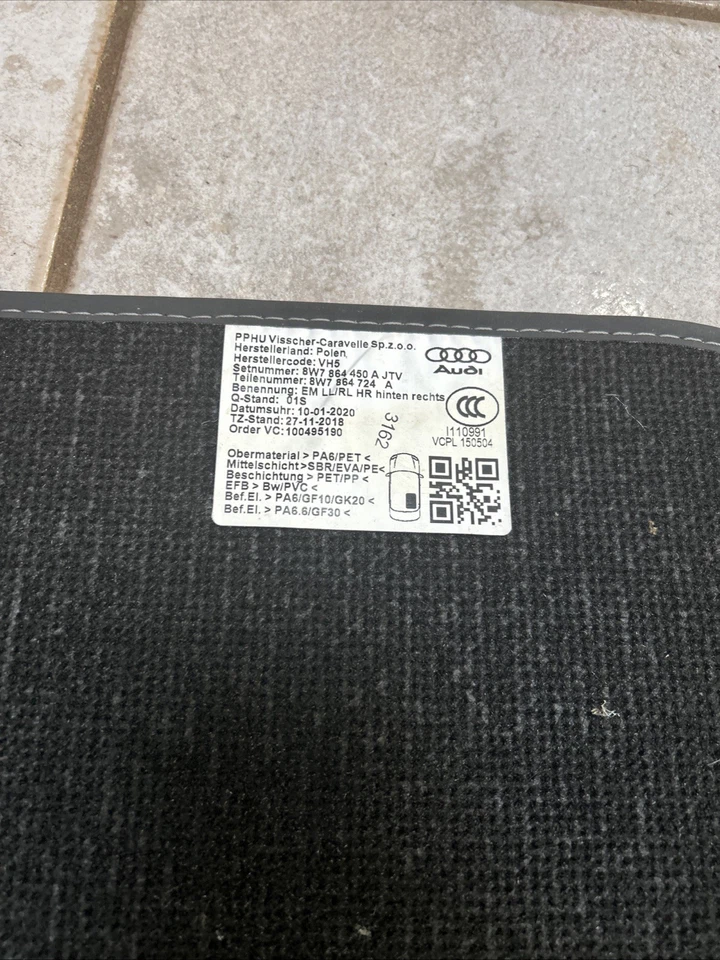 PPHU Visscher-Caravelle Sp.z.o.o.
Herstellerland: Polen
Herstellercode: VH5
Setnummer: 8W7 864 450 A JTV
Teilenummer: 8W7 864 724 A
Benennung: EM LL/RL HR hinten rechts
Q-Stand: 01S
Datumsuhr: 10-01-2020
TZ-Stand: 27-11-2018
Order VC:100495190
Audi
CCC
I110991
VCPL 150504
3162
Obermaterial > PA6/PET <
Mittelschicht>SBR/EVA/PE<
Beschichtung > PET/PP <
EFB > Bw/PVC <
Bef.El. > PA6/GF10/GK20 <
Bef.El. > PA6.6/GF30 <